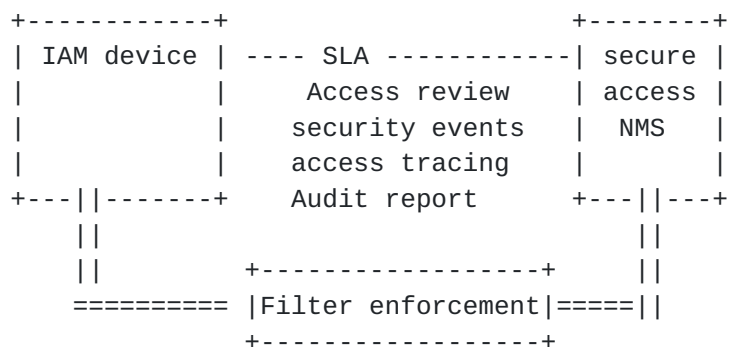 +------------+                      +--------+
| IAM device | ---- SLA ------------| secure |
|            |     Access review    | access |
|            |    security events   |  NMS   |
|            |    access tracing    |        |
+---||-------+    Audit report      +---||---+
    ||                                  ||
    ||         +------------------+     ||
    ========== |Filter enforcement|=====||
               +------------------+